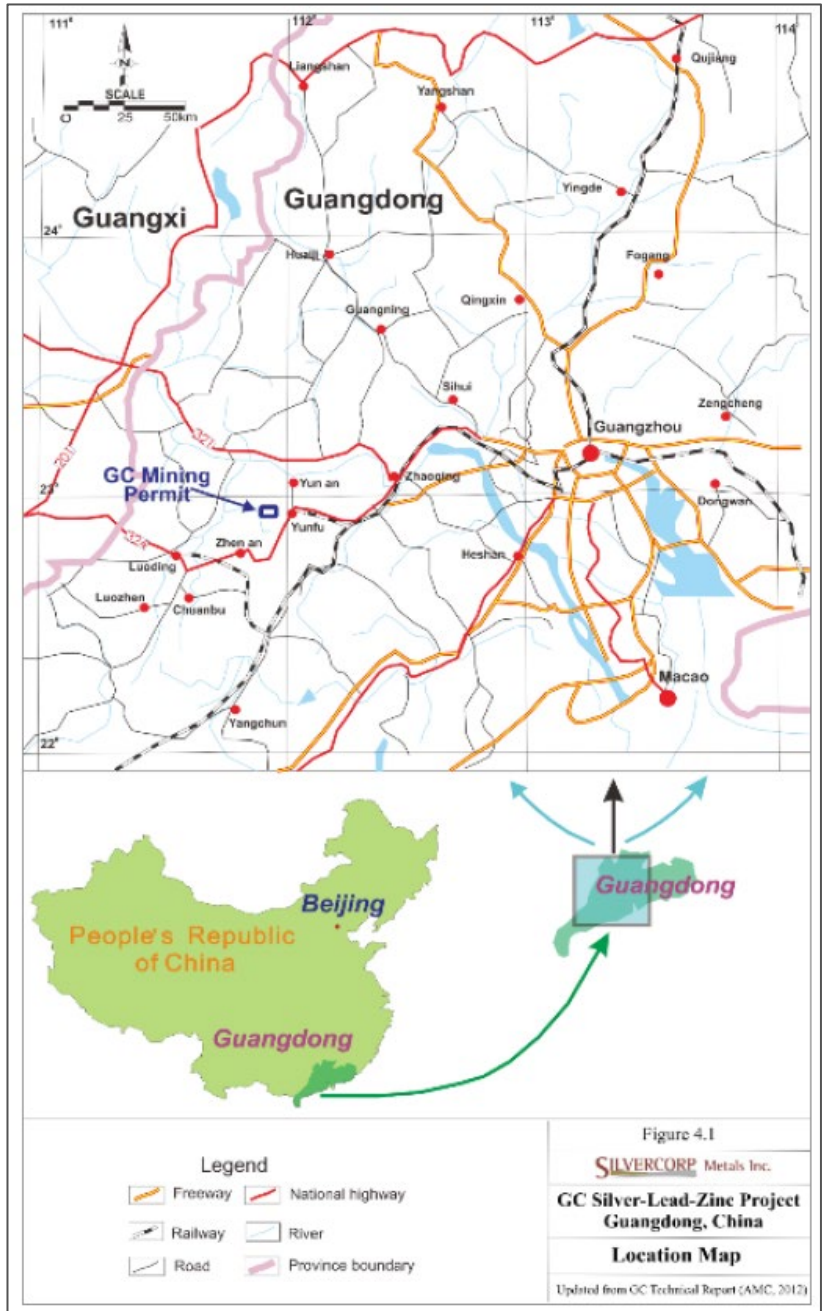 111°
112°
113°
114°
N
SCALE
0 25 50km
Liangshan
Yangshan
Qujiang
Yingde
Guangxi
Guangdong
24°
Huaiji
Fogang
Guangning
Qingxin
Sihui
Zengcheng
Guangzhou
321
201
GC Mining
Permit
Yun an
Zhaoqing
23°
Dongwan
Yunfu
324
Zhen an
Luoding
Heshan
Luozhen
Chuanbu
Macao
Yangchun
22°
Guangdong
Beijing
People's Republic
of China
Guangdong
Legend
Freeway
National highway
Railway
River
Road
Province boundary
Figure 4.1
SILVERCORP Metals Inc.
GC Silver-Lead-Zinc Project
Guangdong, China
Location Map
Updated from GC Technical Report (AMC, 2012)